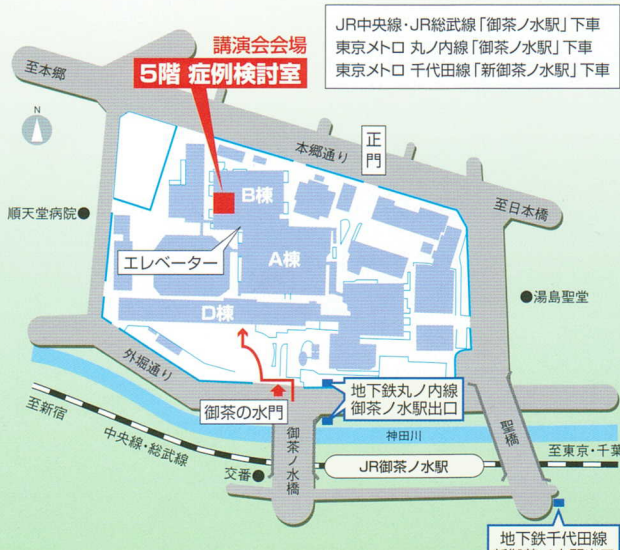 JR中央線・JR総武線「御茶ノ水駅」下車
東京メトロ 丸ノ内線「御茶ノ水駅」下車
東京メトロ 千代田線「新御茶ノ水駅」下車
講演会会場
5階 症例検討室
至本郷
N
本郷通り
正門
至日本橋
順天堂病院
B棟
エレベーター
A棟
D棟
湯島聖堂
外堀通り
御茶の水門
地下鉄丸ノ内線
御茶ノ水駅出口
至新宿
中央線・総武線
御茶ノ水橋
神田川
聖橋
至東京・千葉
交番
JR御茶ノ水駅
地下鉄千代田線